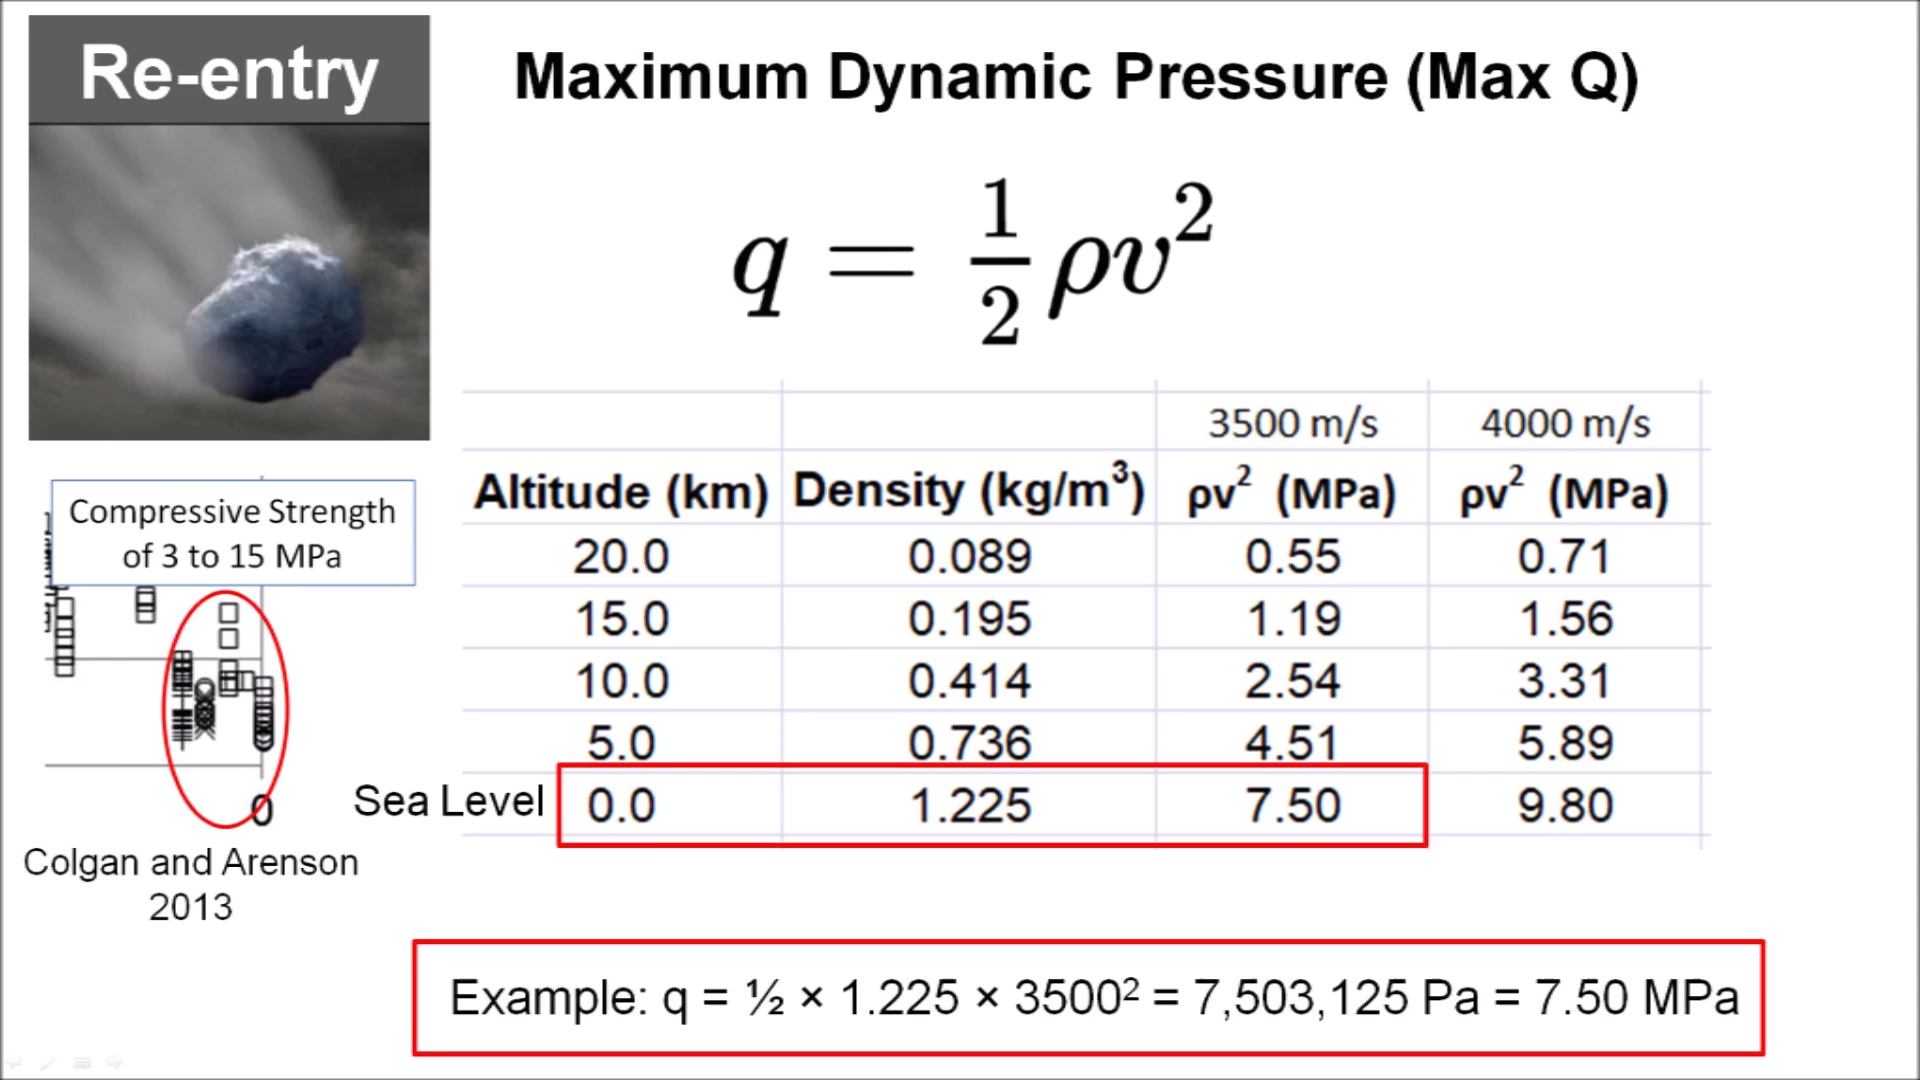 Re-entry
Maximum Dynamic Pressure (Max Q)
q = 1/2 ρv²
3500 m/s 4000 m/s
Altitude (km) Density (kg/m³) ρv² (MPa) ρv² (MPa)
20.0 0.089 0.55 0.71
15.0 0.195 1.19 1.56
10.0 0.414 2.54 3.31
5.0 0.736 4.51 5.89
Sea Level 0.0 1.225 7.50 9.80
Compressive Strength
of 3 to 15 MPa
0
Colgan and Arenson
2013
Example: q = ½ × 1.225 × 3500² = 7,503,125 Pa = 7.50 MPa